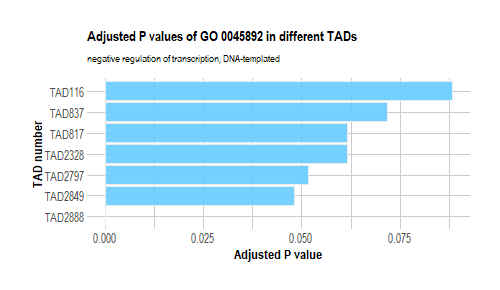 Adjusted P values of GO 0045892 in different TADs
negative regulation of transcription, DNA-templated
TAD number
TAD116
TAD837
TAD817
TAD2328
TAD2797
TAD2849
TAD2888
0.000 0.025 0.050 0.075
Adjusted P value